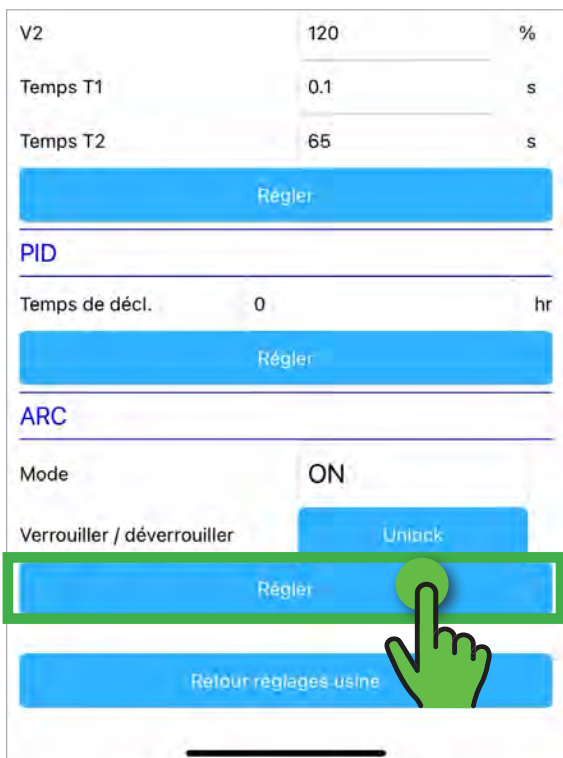 V2 120 %
Temps T1 0.1 s
Temps T2 65 s
Régler
PID
Temps de décl. 0 hr
Régler
ARC
Mode ON
Verrouiller / déverrouiller Unlock
Régler
Retour réglages usine